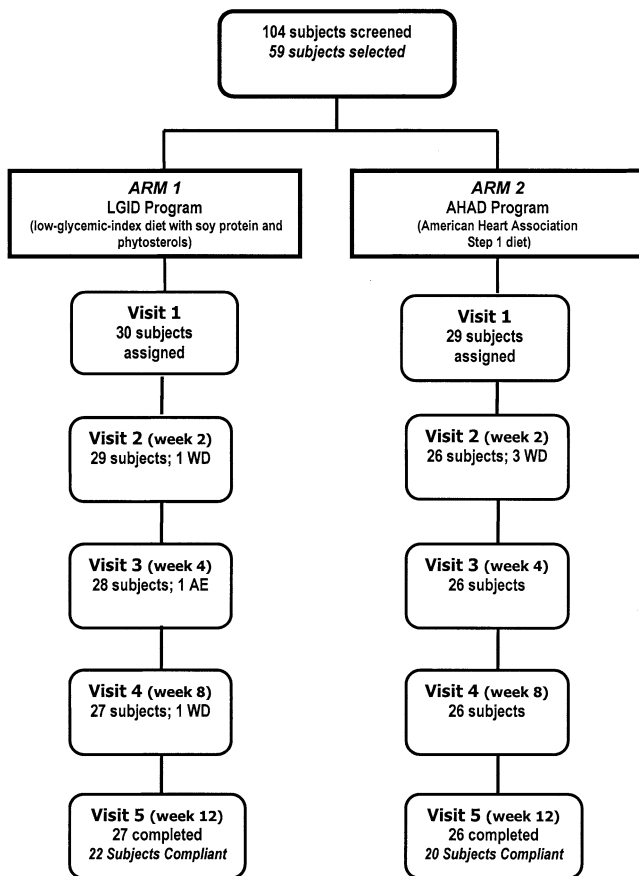 104 subjects screened
59 subjects selected
ARM 1
LGID Program
(low-glycemic-index diet with soy protein and
phytosterols)
Visit 1
30 subjects
assigned
Visit 2 (week 2)
29 subjects; 1 WD
Visit 3 (week 4)
28 subjects; 1 AE
Visit 4 (week 8)
27 subjects; 1 WD
Visit 5 (week 12)
27 completed
22 Subjects Compliant
ARM 2
AHAD Program
(American Heart Association
Step 1 diet)
Visit 1
29 subjects
assigned
Visit 2 (week 2)
26 subjects; 3 WD
Visit 3 (week 4)
26 subjects
Visit 4 (week 8)
26 subjects
Visit 5 (week 12)
26 completed
20 Subjects Compliant